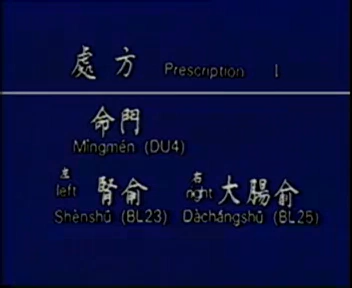 處方 Prescription 1
命門
Mìngmén (DU4)
左 右
left 腎俞 right 大腸俞
Shènshū (BL23) Dàchángshū (BL25)